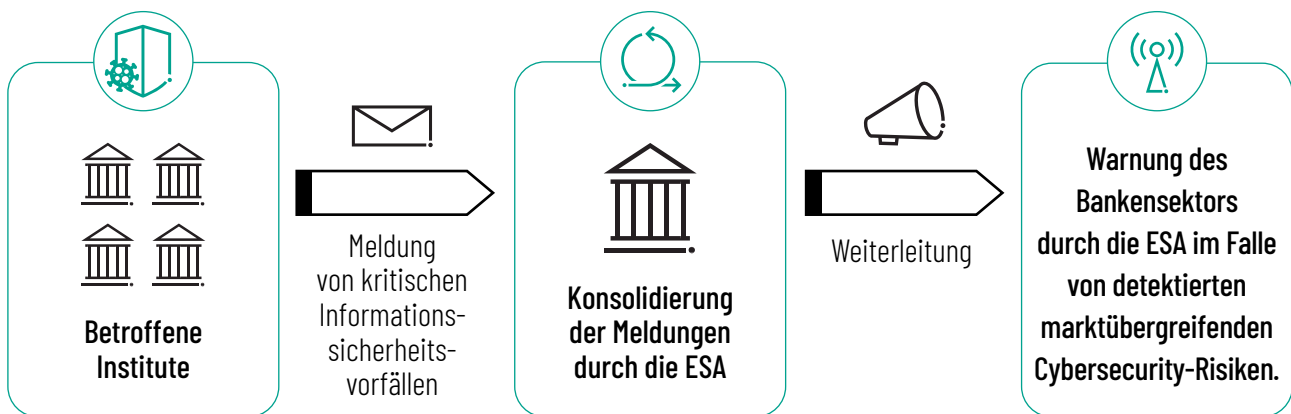 Betroffene
Institute
Meldung
von kritischen
Informations-
sicherheits-
vorfällen
Konsolidierung
der Meldungen
durch die ESA
Weiterleitung
Warnung des
Bankensektors
durch die ESA im Falle
von detektierten
marktübergreifenden
Cybersecurity-Risiken.